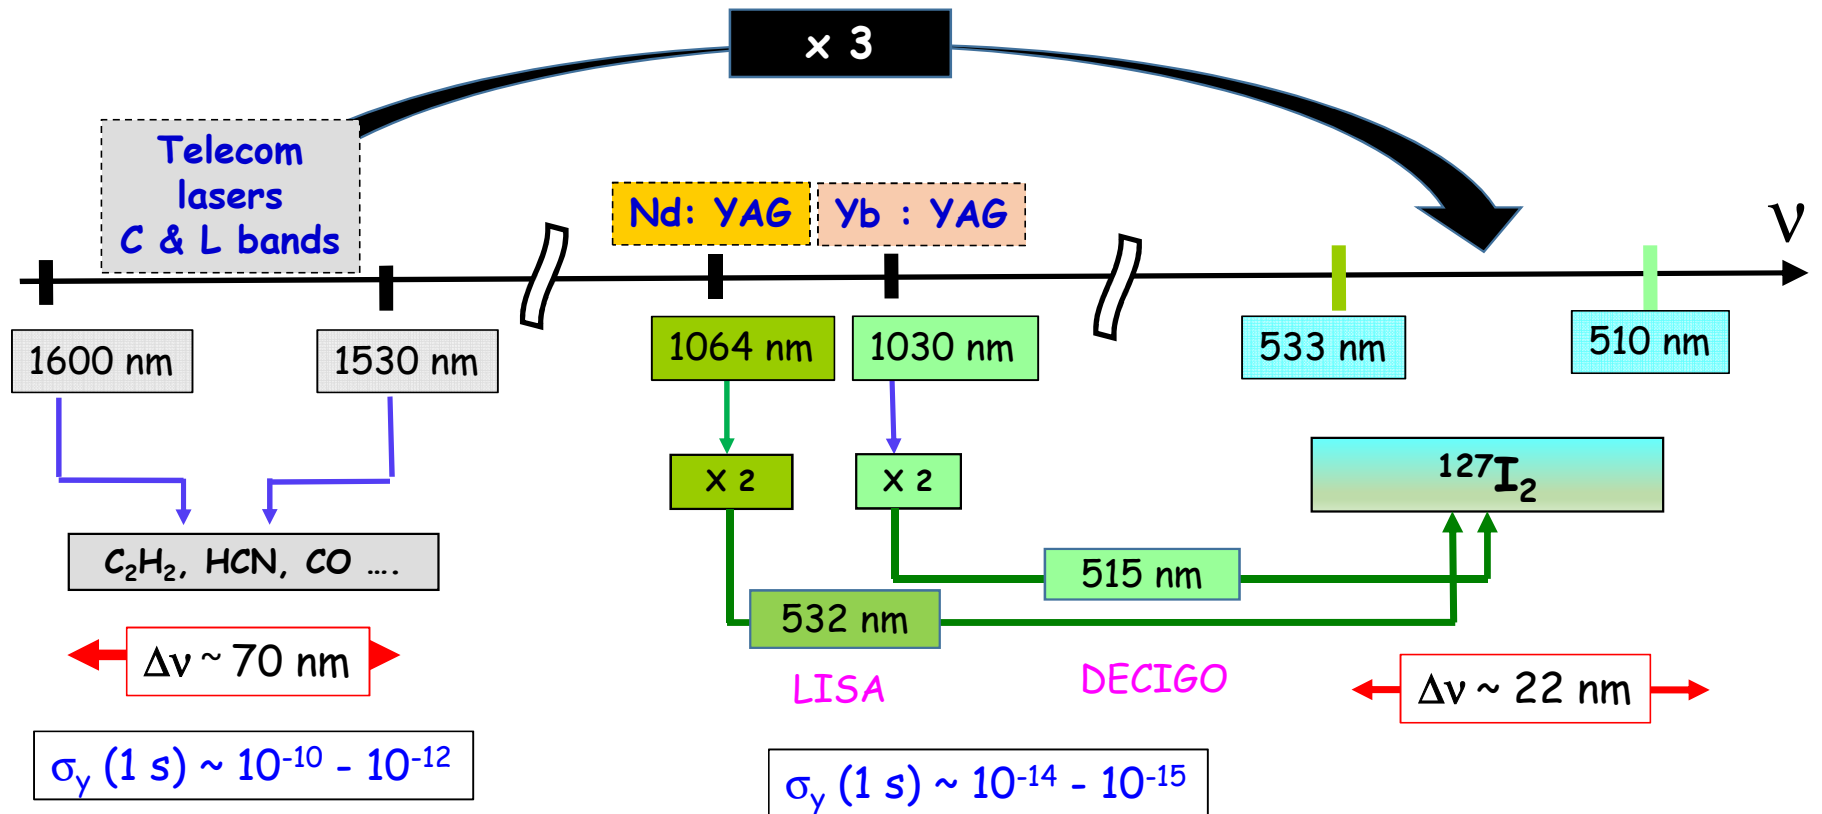 x 3
Telecom
lasers
C & L bands
Nd: YAG
Yb : YAG
ν
1600 nm
1530 nm
1064 nm
1030 nm
533 nm
510 nm
X 2
X 2
¹²⁷I₂
C₂H₂, HCN, CO ….
515 nm
532 nm
Δν ~ 70 nm
LISA
DECIGO
Δν ~ 22 nm
σ_y (1 s) ~ 10⁻¹⁰ - 10⁻¹²
σ_y (1 s) ~ 10⁻¹⁴ - 10⁻¹⁵